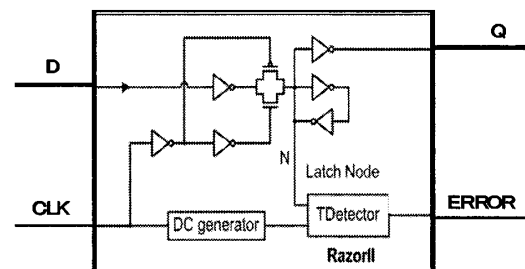 Q
D
N
Latch Node
CLK
DC generator
TDetector
ERROR
RazorII